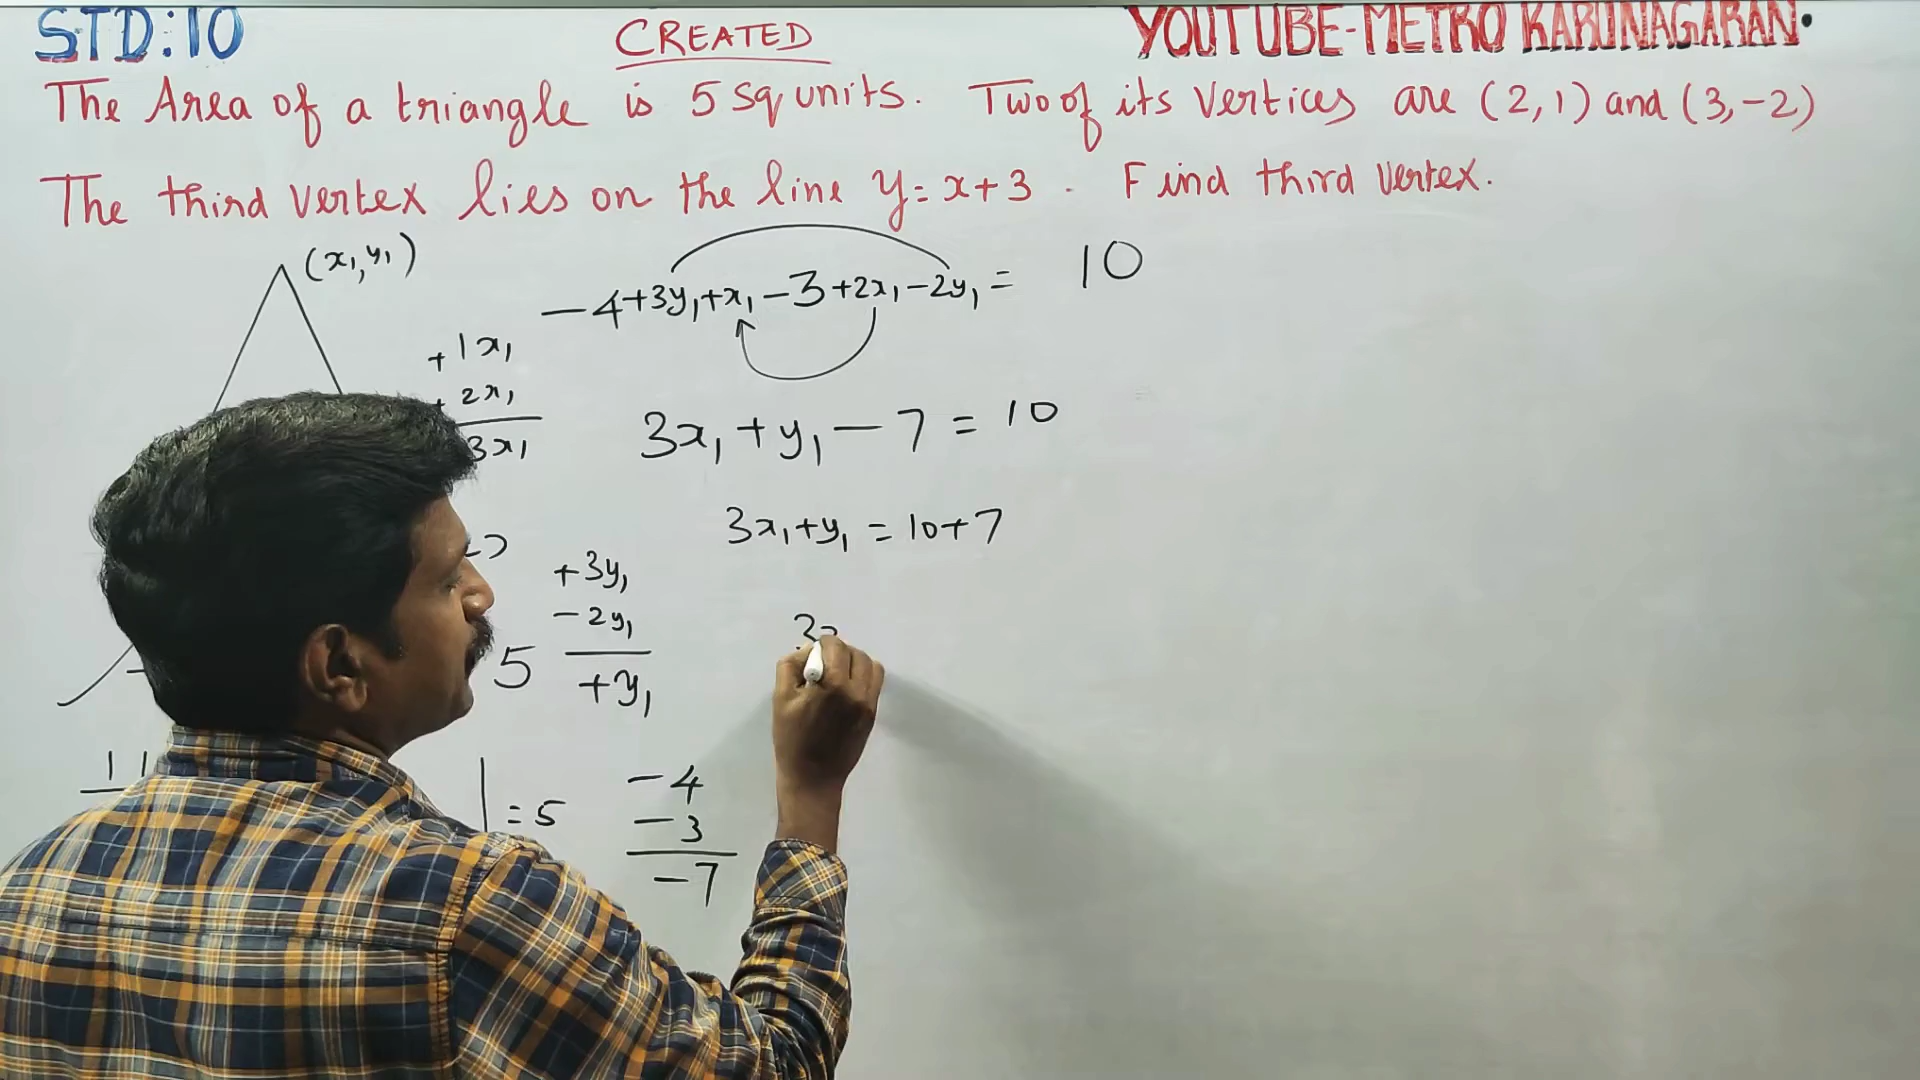 STD:10
CREATED
YOUTUBE-METRO KARUNAGARAN.
The Area of a triangle is 5 sq units. Two of its vertices are (2,1) and (3,-2)
The third vertex lies on the line y=x+3. Find third vertex.
(x₁,y₁)
-4+3y₁+x₁-3+2x₁-2y₁= 10
+1x₁
+2x₁
3x₁
3x₁+y₁-7=10
3x₁+y₁=10+7
+3y₁
-2y₁
+y₁
5
3
=5
-4
-3
-7